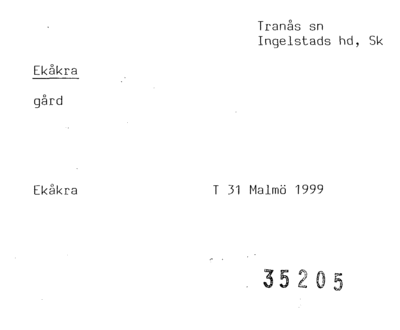 Tranås sn
Ingelstads hd, Sk
Ekåkra
gård
Ekåkra T 31 Malmö 1999
35205